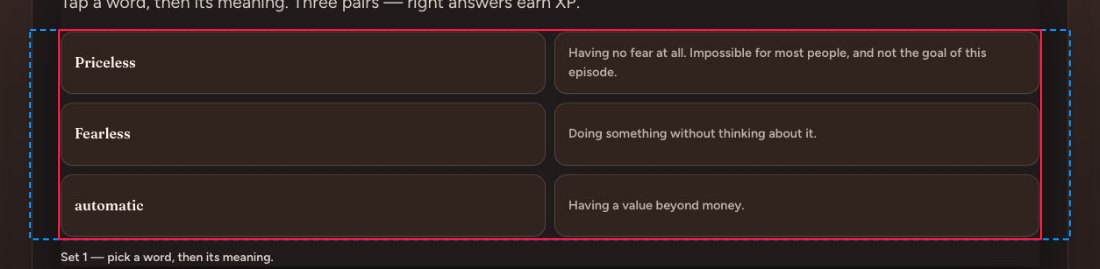 Tap a word, then its meaning. Three pairs — right answers earn XP.
Priceless
Having no fear at all. Impossible for most people, and not the goal of this
episode.
Fearless
Doing something without thinking about it.
automatic
Having a value beyond money.
Set 1 — pick a word, then its meaning.